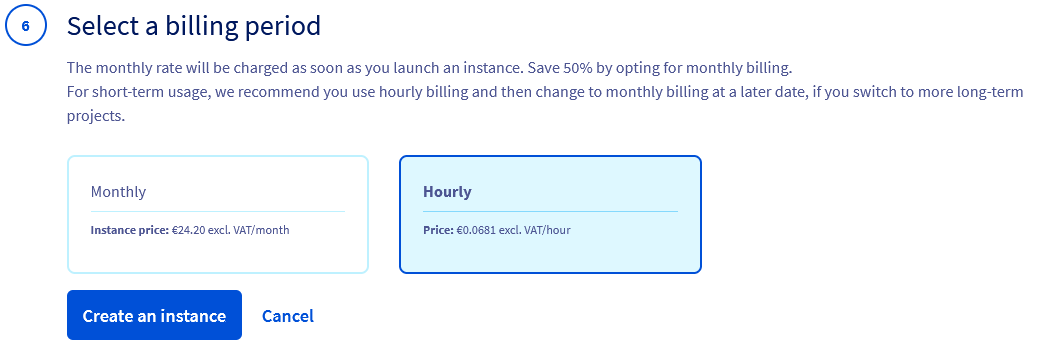 6
Select a billing period
The monthly rate will be charged as soon as you launch an instance. Save 50% by opting for monthly billing.
For short-term usage, we recommend you use hourly billing and then change to monthly billing at a later date, if you switch to more long-term
projects.
Monthly
Instance price: €24.20 excl. VAT/month
Hourly
Price: €0.0681 excl. VAT/hour
Create an instance
Cancel